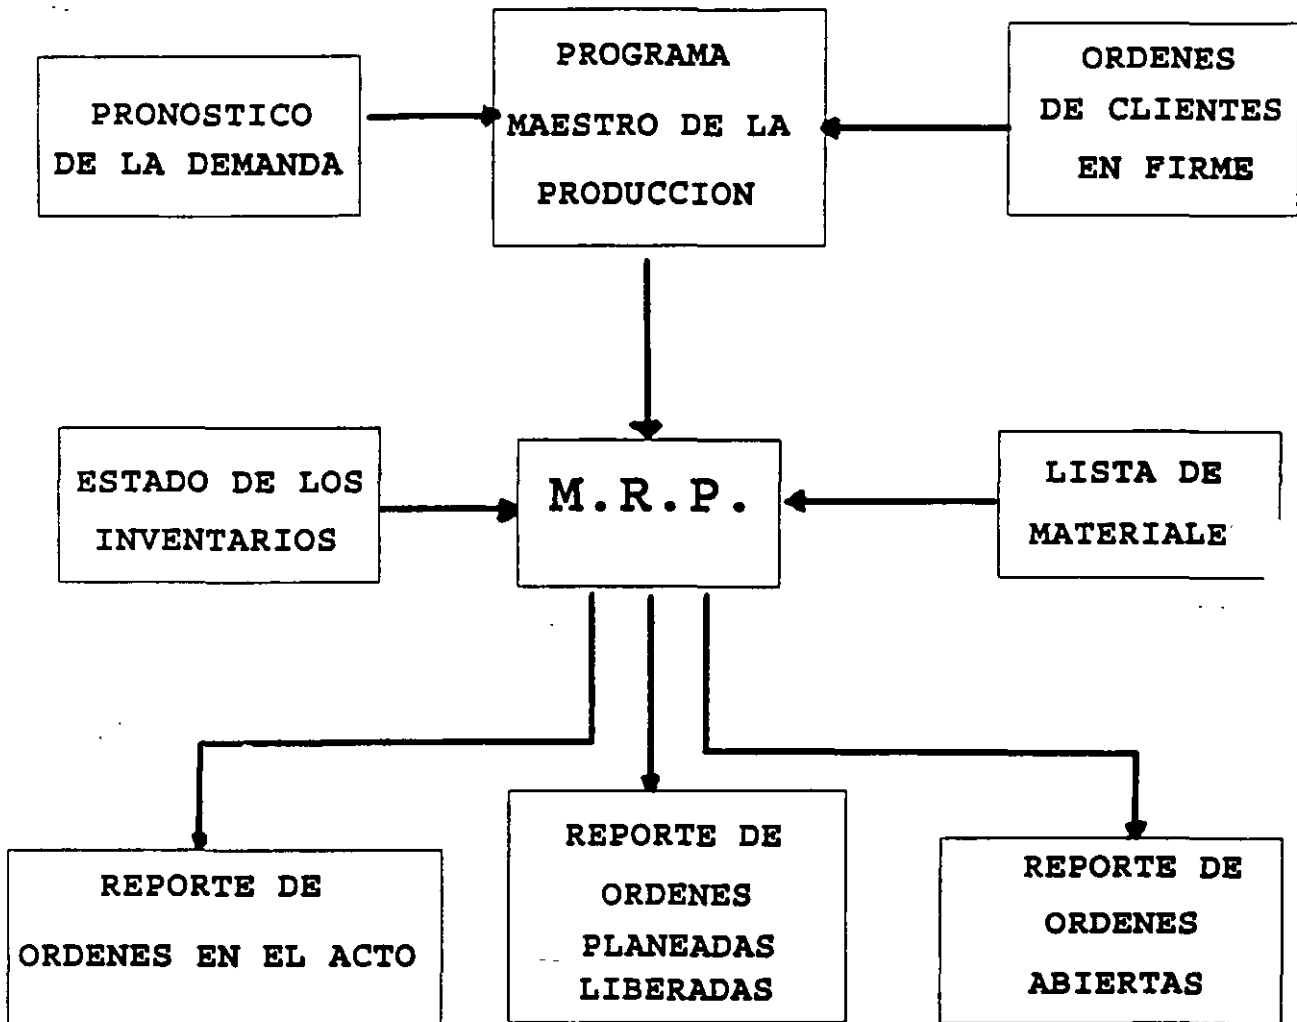 PRONOSTICO
DE LA DEMANDA
PROGRAMA
MAESTRO DE LA
PRODUCCION
ORDENES
DE CLIENTES
EN FIRME
ESTADO DE LOS
INVENTARIOS
M.R.P.
LISTA DE
MATERIALE
REPORTE DE
ORDENES EN EL ACTO
REPORTE DE
ORDENES
PLANEADAS
LIBERADAS
REPORTE DE
ORDENES
ABIERTAS